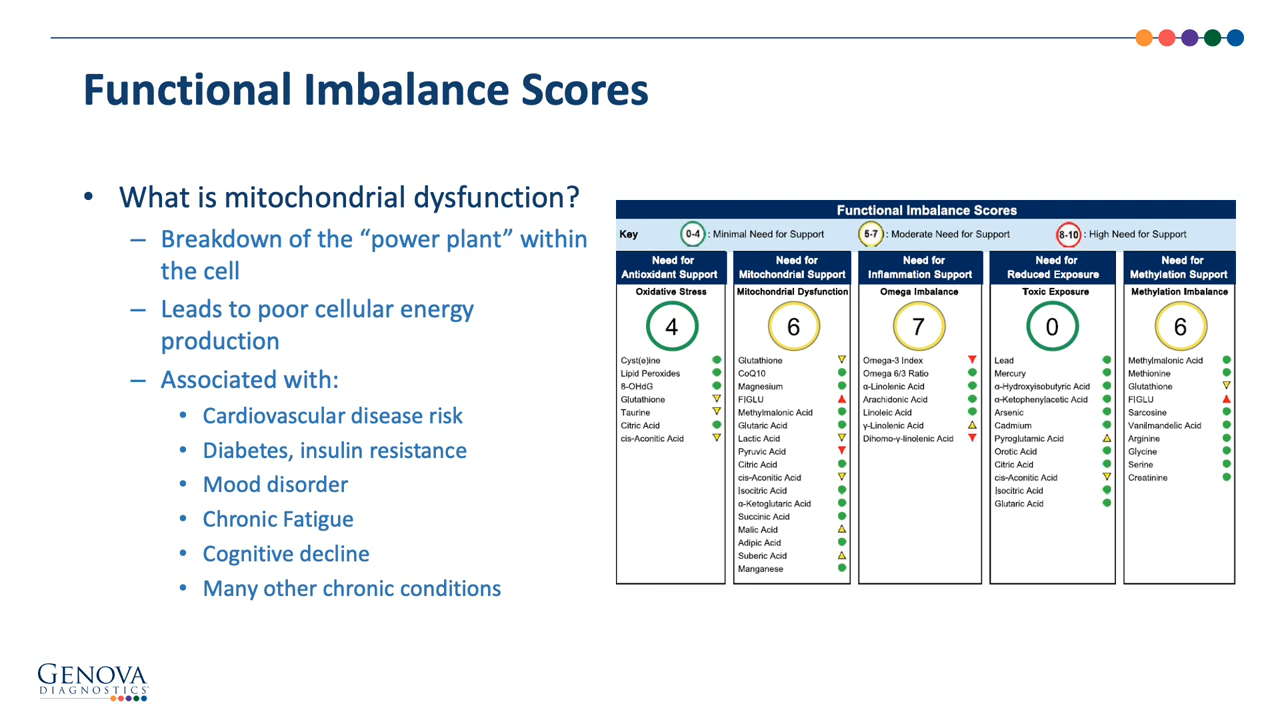 Functional Imbalance Scores
• What is mitochondrial dysfunction?
– Breakdown of the “power plant” within
the cell
– Leads to poor cellular energy
production
– Associated with:
• Cardiovascular disease risk
• Diabetes, insulin resistance
• Mood disorder
• Chronic Fatigue
• Cognitive decline
• Many other chronic conditions
Functional Imbalance Scores
Key 0-4 : Minimal Need for Support 5-7 : Moderate Need for Support 8-10 : High Need for Support
Need for
Antioxidant Support
Oxidative Stress
4
Cyst(e)ine
Lipid Peroxides
8-OHdG
Glutathione
Taurine
Citric Acid
cis-Aconitic Acid
Need for
Mitochondrial Support
Mitochondrial Dysfunction
6
Glutathione
CoQ10
Magnesium
FIGLU
Methylmalonic Acid
Glutaric Acid
Lactic Acid
Pyruvic Acid
Citric Acid
cis-Aconitic Acid
Isocitric Acid
α-Ketoglutaric Acid
Succinic Acid
Malic Acid
Adipic Acid
Suberic Acid
Manganese
Need for
Inflammation Support
Omega Imbalance
7
Omega-3 Index
Omega 6/3 Ratio
α-Linolenic Acid
Arachidonic Acid
Linoleic Acid
γ-Linolenic Acid
Dihomo-γ-linolenic Acid
Need for
Reduced Exposure
Toxic Exposure
0
Lead
Mercury
α-Hydroxyisobutyric Acid
α-Ketophenylacetic Acid
Arsenic
Cadmium
Pyroglutamic Acid
Orotic Acid
Citric Acid
cis-Aconitic Acid
Isocitric Acid
Glutaric Acid
Need for
Methylation Support
Methylation Imbalance
6
Methylmalonic Acid
Methionine
Glutathione
FIGLU
Sarcosine
Vanilmandelic Acid
Arginine
Glycine
Serine
Creatinine
GENOVA
DIAGNOSTICS